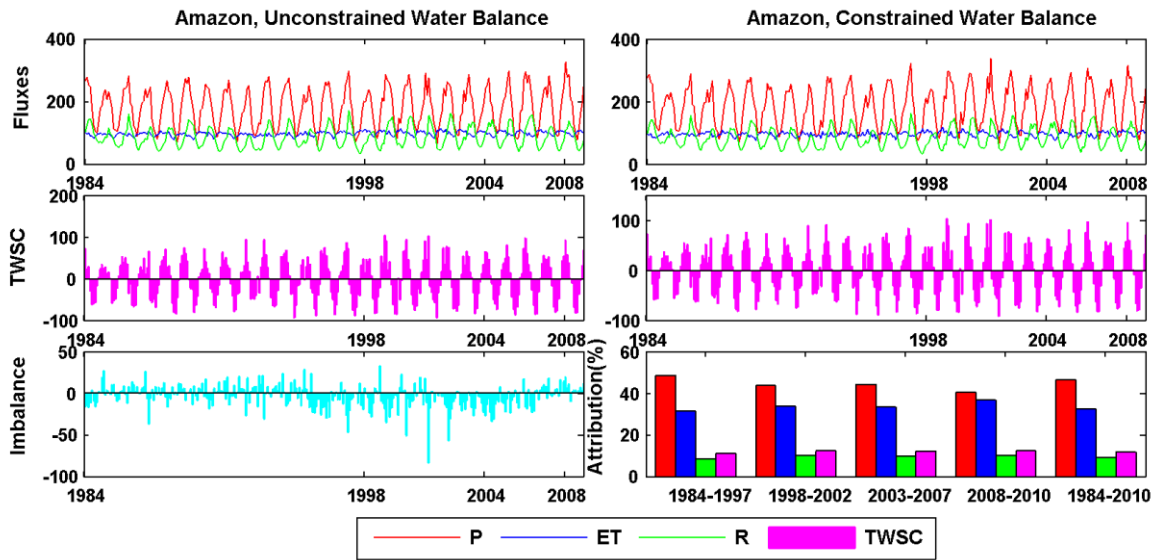 Amazon, Unconstrained Water Balance
Amazon, Constrained Water Balance
Fluxes
400
200
0
1984 1998 2004 2008
400
200
0
1984 1998 2004 2008
TWSC
200
100
0
-100
1984 1998 2004 2008
100
0
-100
1984 1998 2004 2008
Imbalance
50
0
-50
-100
1984 1998 2004 2008
Attribution(%)
60
40
20
0
1984-1997 1998-2002 2003-2007 2008-2010 1984-2010
P ET R TWSC